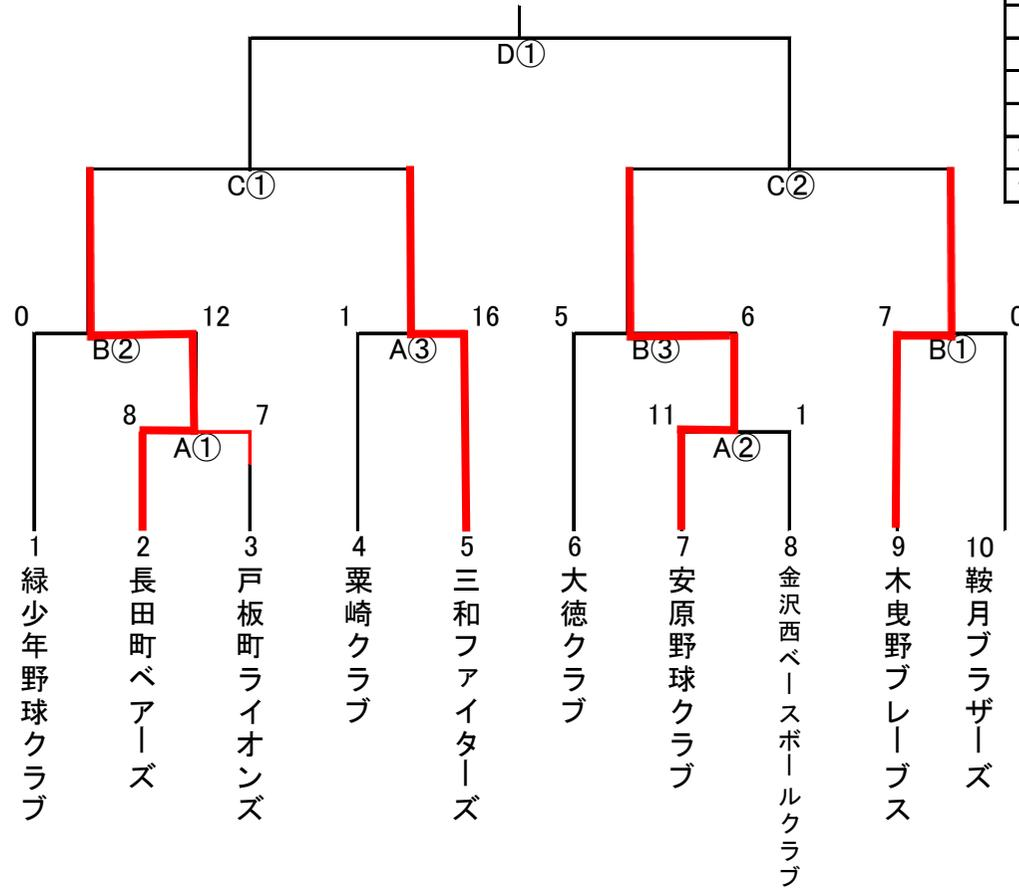 D①
C①
C②
0
12
1
16
5
6
7
0
B②
A③
B③
B①
8
7
11
1
A①
A②
1
2
3
4
5
6
7
8
9
10
緑少年野球クラブ
長田町ベアーズ
戸板町ライオンズ
粟崎クラブ
三和ファイターズ
大徳クラブ
安原野球クラブ
金沢西ベースボールクラブ
木曳野ブレーブス
鞍月ブラザーズ